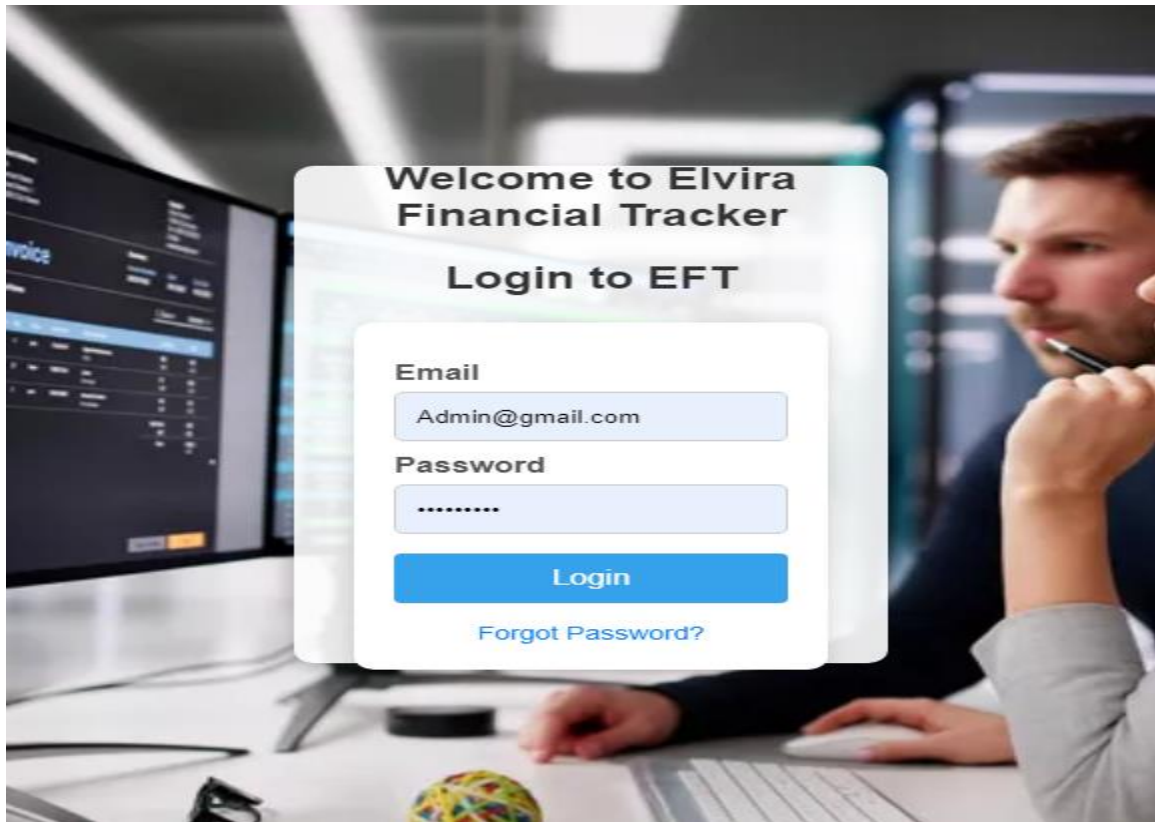 Welcome to Elvira
Financial Tracker
Login to EFT
Email
Admin@gmail.com
Password
•••••••••
Login
Forgot Password?